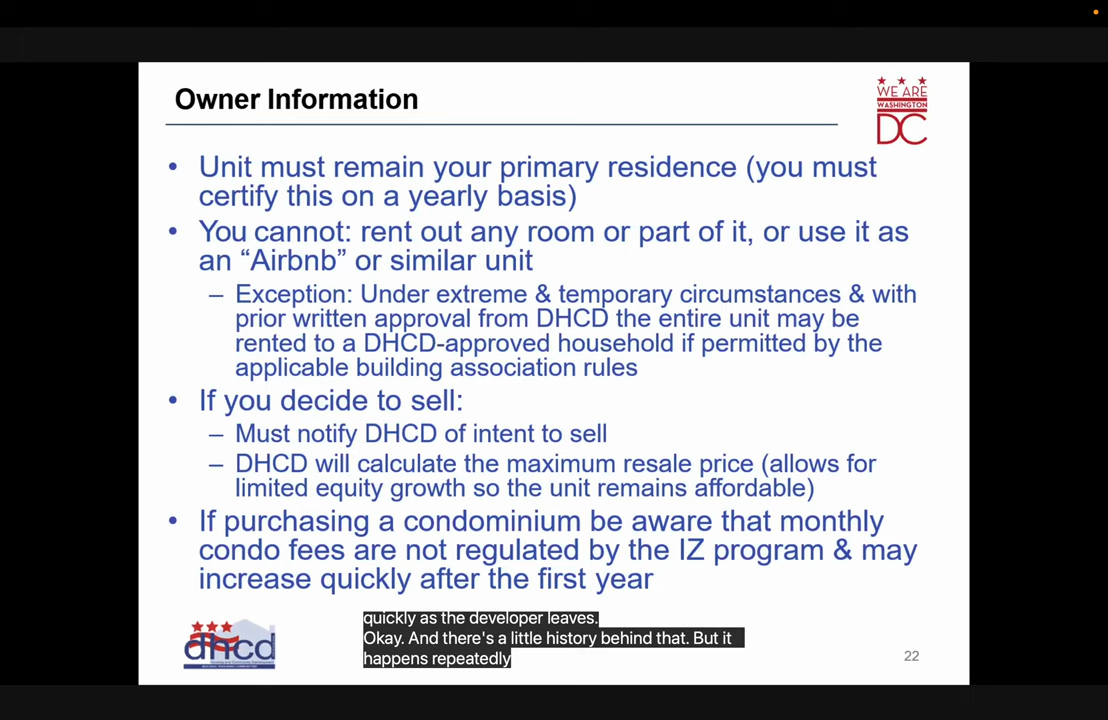 Owner Information
WE ARE
WASHINGTON
DC
• Unit must remain your primary residence (you must
certify this on a yearly basis)
• You cannot: rent out any room or part of it, or use it as
an “Airbnb” or similar unit
– Exception: Under extreme & temporary circumstances & with
prior written approval from DHCD the entire unit may be
rented to a DHCD-approved household if permitted by the
applicable building association rules
• If you decide to sell:
– Must notify DHCD of intent to sell
– DHCD will calculate the maximum resale price (allows for
limited equity growth so the unit remains affordable)
• If purchasing a condominium be aware that monthly
condo fees are not regulated by the IZ program & may
increase quickly after the first year
quickly as the developer leaves.
Okay. And there's a little history behind that. But it
happens repeatedly
dhcd
22